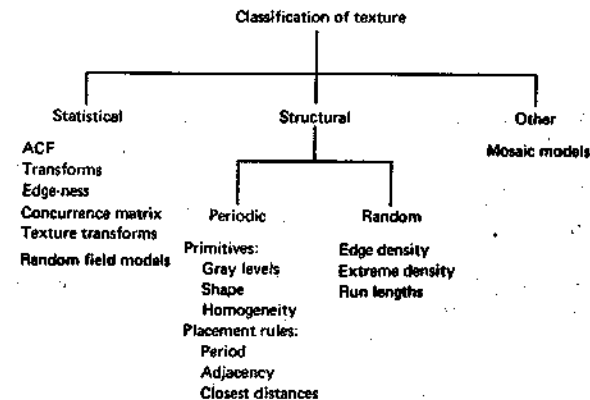 Classification of texture
Statistical
ACF
Transforms
Edge-ness
Concurrence matrix
Texture transforms
Random field models
Structural
Periodic
Primitives:
Gray levels
Shape
Homogeneity
Placement rules:
Period
Adjacency
Closest distances
Random
Edge density
Extreme density
Run lengths
Other
Mosaic models